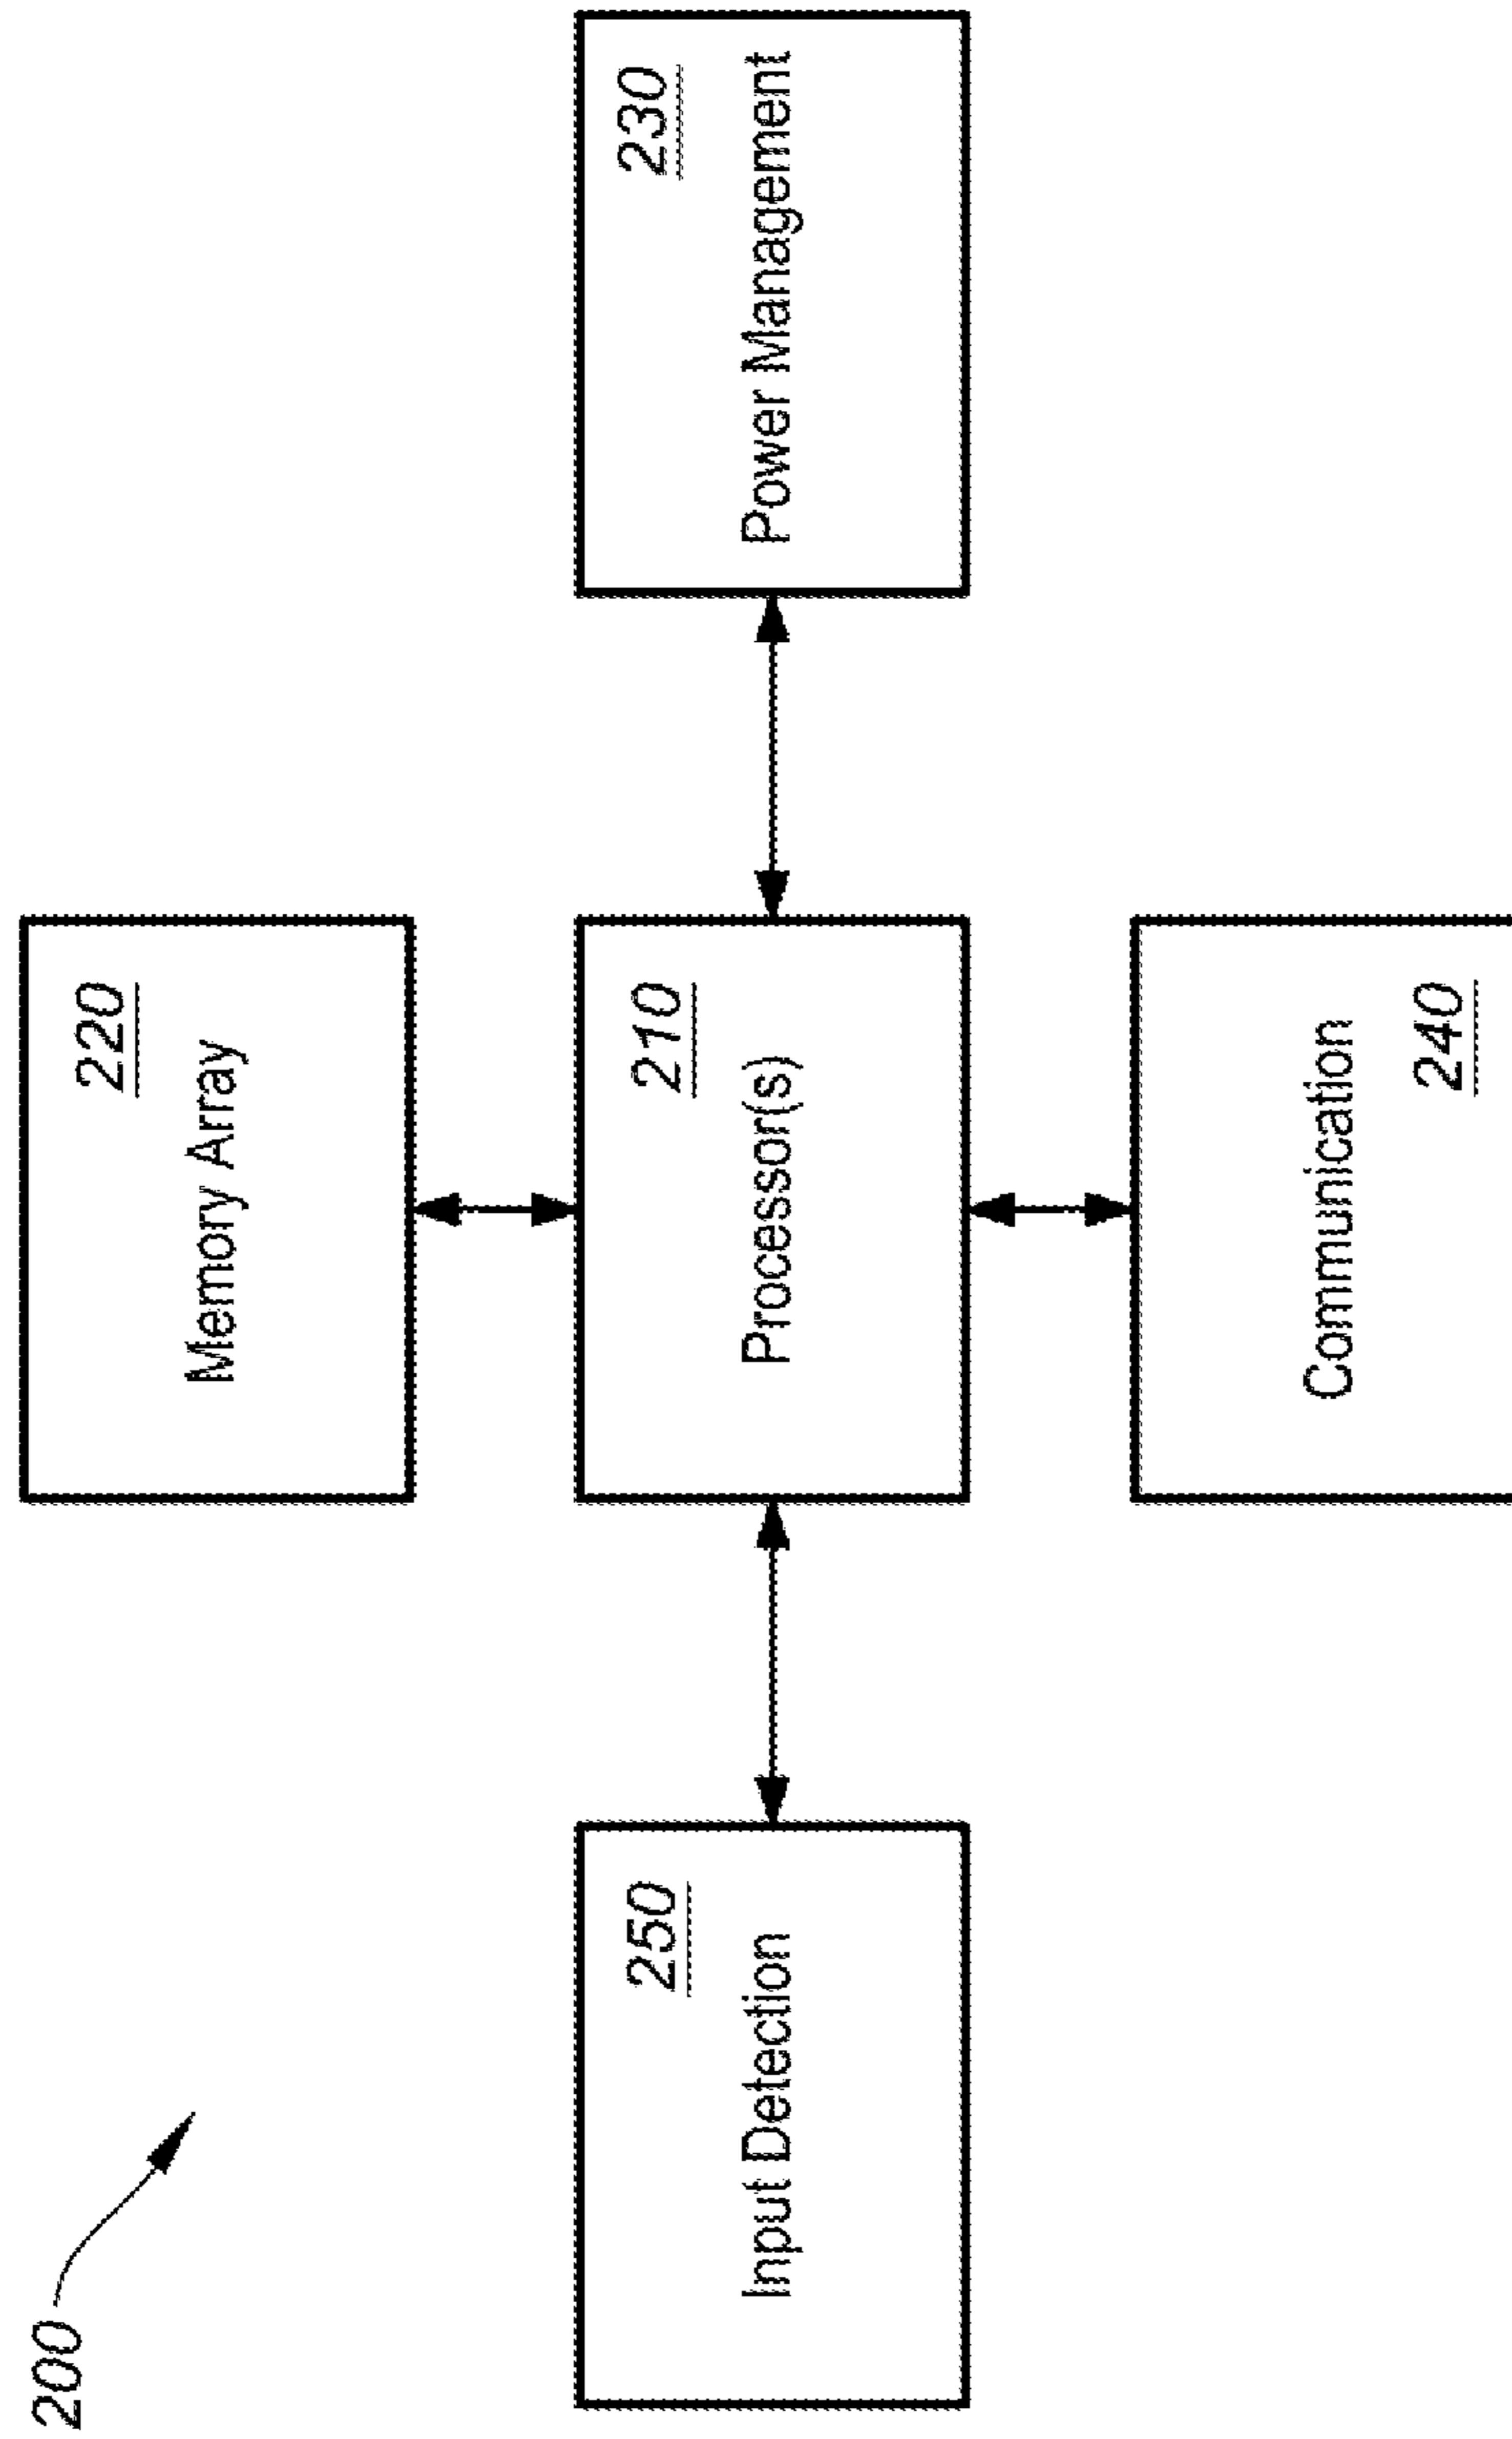 200
220
Memory Array
250
Input Detection
210
Processor(s)
230
Power Management
Communication
240